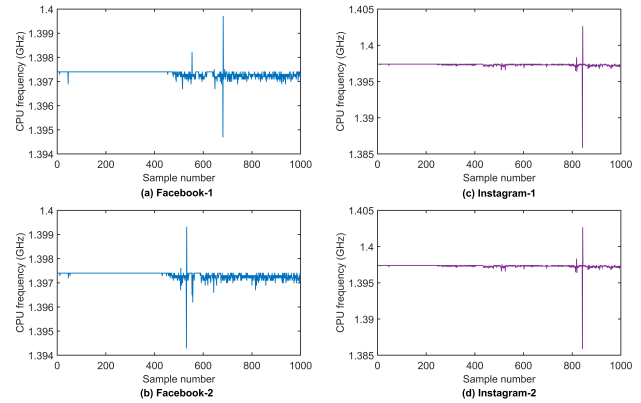 1.4
1.399
1.398
1.397
1.396
1.395
1.394
CPU frequency (GHz)
0 200 400 600 800 1000
Sample number
(a) Facebook-1
1.405
1.4
1.395
1.39
1.385
CPU frequency (GHz)
0 200 400 600 800 1000
Sample number
(c) Instagram-1
1.4
1.399
1.398
1.397
1.396
1.395
1.394
CPU frequency (GHz)
0 200 400 600 800 1000
Sample number
(b) Facebook-2
1.405
1.4
1.395
1.39
1.385
CPU frequency (GHz)
0 200 400 600 800 1000
Sample number
(d) Instagram-2